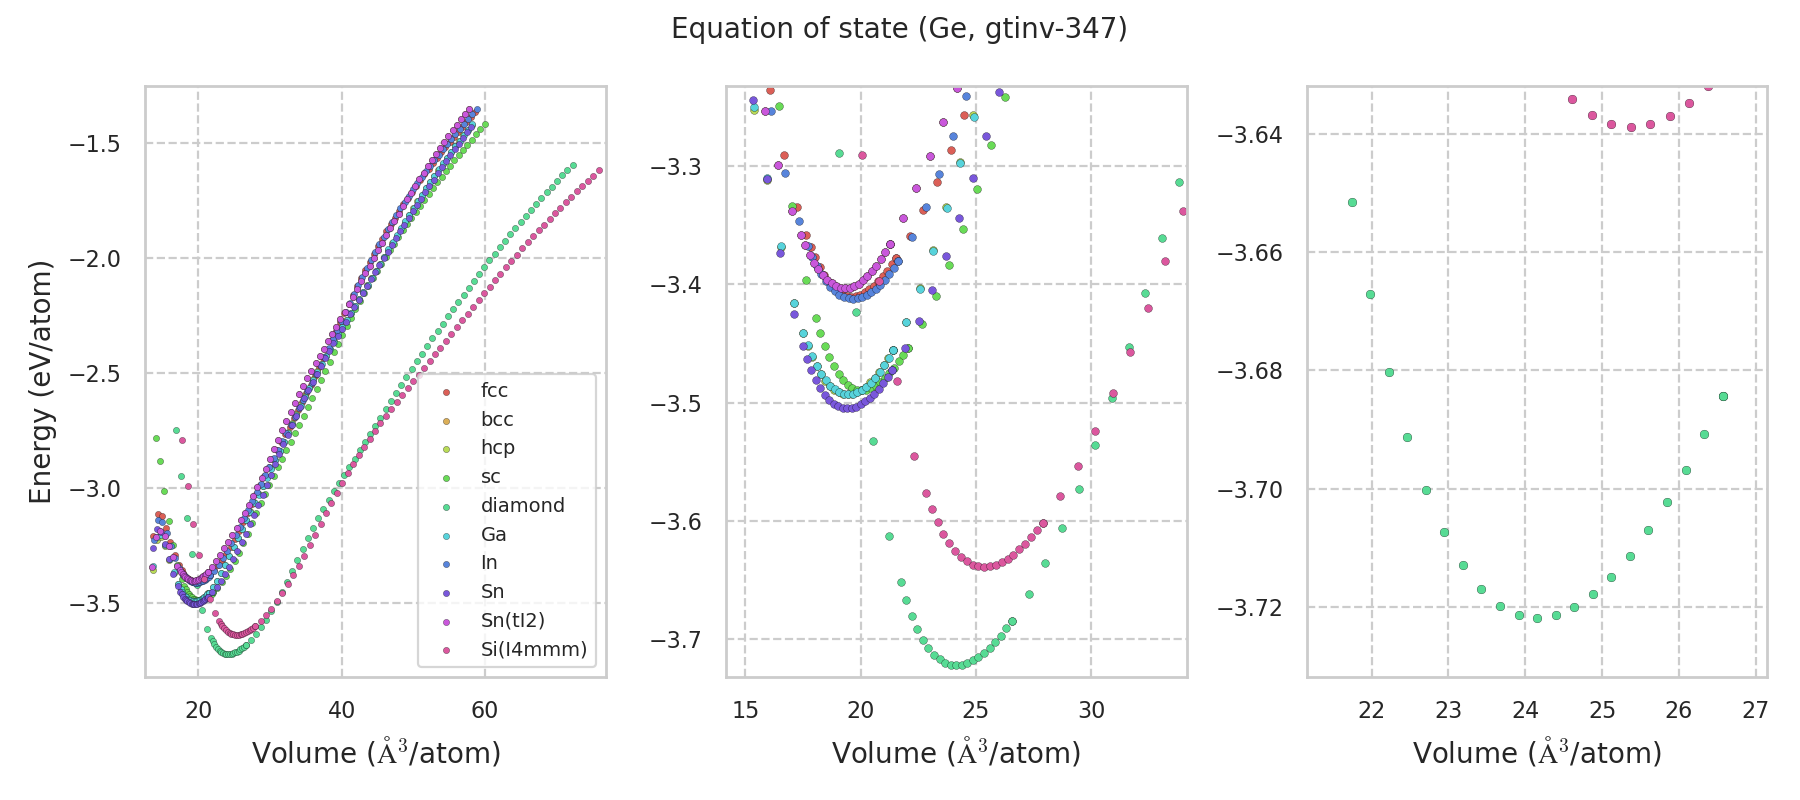 Equation of state (Ge, gtinv-347)
Energy (eV/atom)
−1.5
−2.0
−2.5
−3.0
−3.5
20
40
60
Volume (Å³/atom)
fcc
bcc
hcp
sc
diamond
Ga
In
Sn
Sn(tI2)
Si(I4mmm)
−3.3
−3.4
−3.5
−3.6
−3.7
15
20
25
30
Volume (Å³/atom)
−3.64
−3.66
−3.68
−3.70
−3.72
22
23
24
25
26
27
Volume (Å³/atom)